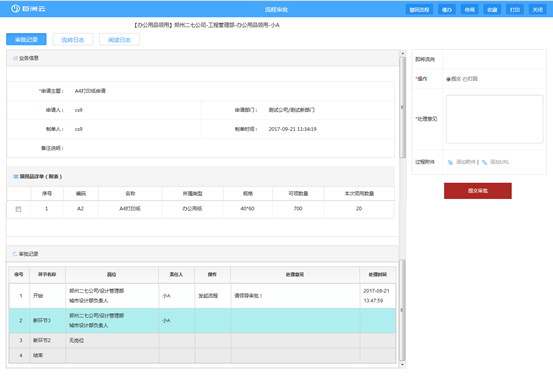 流程审批
撤回流程 催办 传阅 收藏 打印 关闭
【办公用品领用】郑州二七公司-工程管理部-办公用品领用-小A
审批记录 流转日志 阅读日志
业务信息
*申请主题： A4打印纸申请
申请人： cs9 申请部门： 测试公司/测试新部门
制单人： cs9 制单时间： 2017-09-21 11:34:19
备注说明：
领用品详单（附表）
序号 编码 名称 所属类型 规格 可领数量 本次领用数量
1 A2 A4打印纸 办公用纸 40*60 700 20
审批记录
序号 环节名称 岗位 责任人 操作 处理意见 处理时间
1 开始 郑州二七公司/设计管理部 城市设计部负责人 小A 发起流程 请领导审批！ 2017-09-21 13:47:59
2 新环节3 郑州二七公司/设计管理部 城市设计部负责人 小A
3 新环节2 无岗位
4 结束
即将流向
*操作 提交 打回
*处理意见
过程附件 添加附件 | 添加URL
提交审批